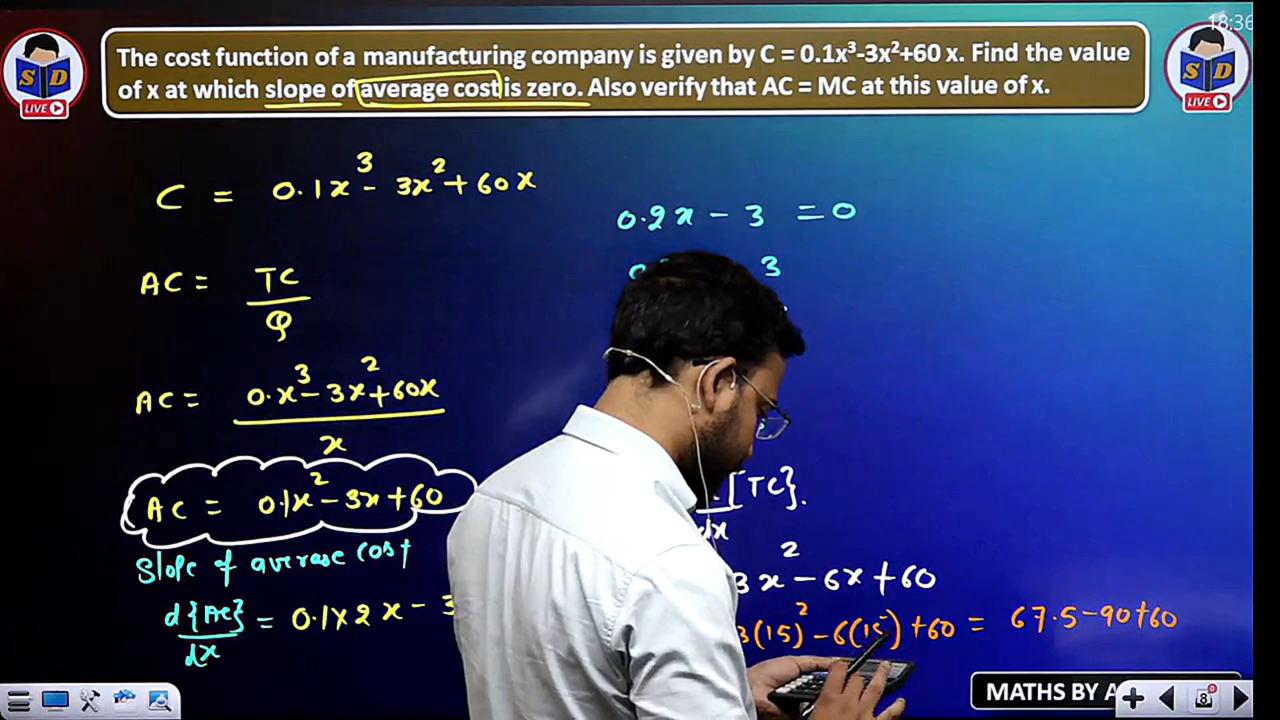 18:36
The cost function of a manufacturing company is given by C = 0.1x³-3x²+60 x. Find the value
of x at which slope of average cost is zero. Also verify that AC = MC at this value of x.
S D
LIVE
S D
LIVE
C = 0.1x³ - 3x² + 60x
AC = TC/Q
AC = 0.x³ - 3x² + 60x / x
AC = 0.1x² - 3x + 60
Slope of average cost
d{AC}/dx = 0.1x2x - 3
0.2x - 3 = 0
3
[TC].
dx
3x² - 6x + 60
3(15)² - 6(15) + 60 = 67.5 - 90 + 60
MATHS BY A
8